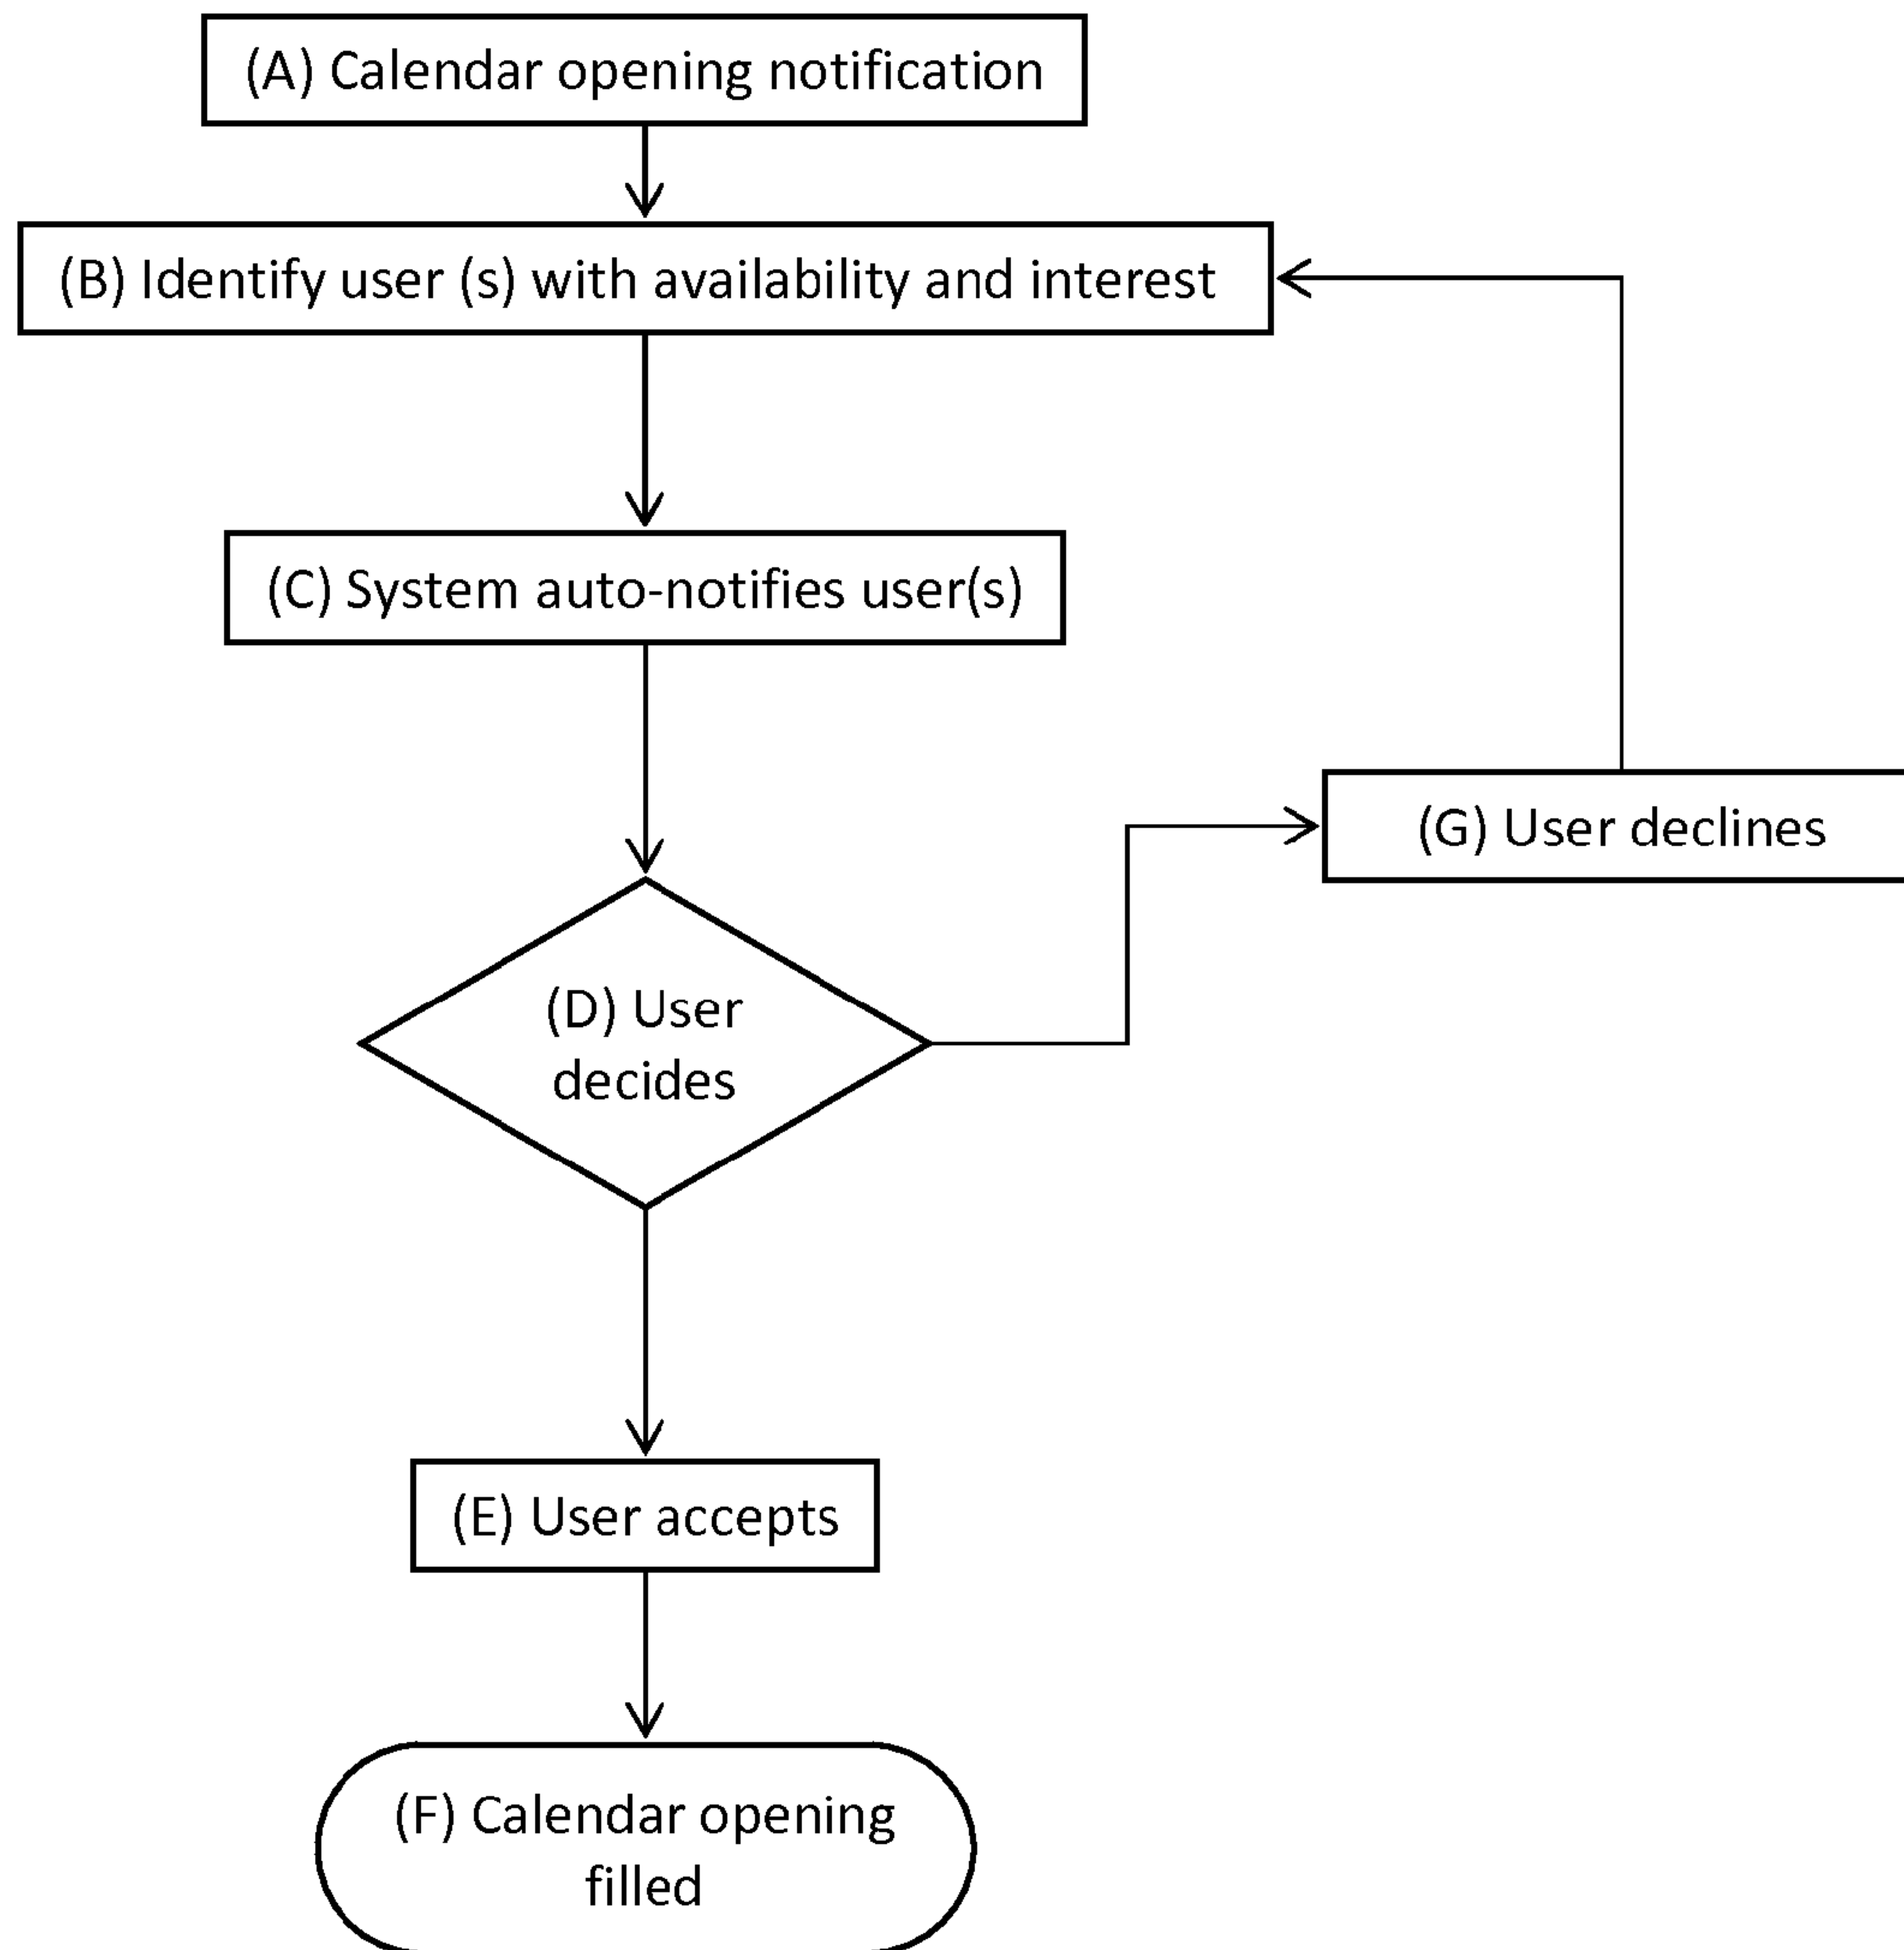 (A) Calendar opening notification
(B) Identify user (s) with availability and interest
(C) System auto-notifies user(s)
(G) User declines
(D) User
decides
(E) User accepts
(F) Calendar opening
filled